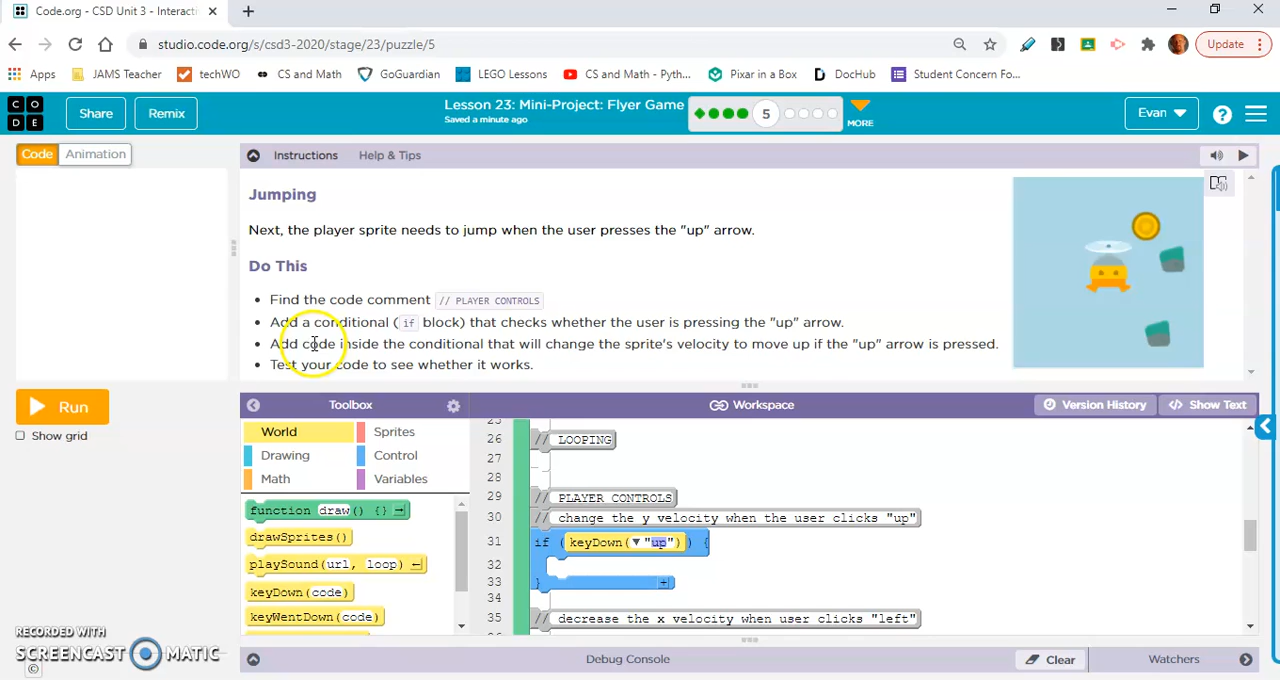 Code.org - CSD Unit 3 - Interacti
studio.code.org/s/csd3-2020/stage/23/puzzle/5
Update
Apps JAMS Teacher techWO CS and Math GoGuardian LEGO Lessons CS and Math - Pyth... Pixar in a Box DocHub Student Concern Fo...
C O
D E
Share
Remix
Lesson 23: Mini-Project: Flyer Game
Saved a minute ago
5
MORE
Evan
Code Animation
Instructions Help & Tips
Jumping
Next, the player sprite needs to jump when the user presses the "up" arrow.
Do This
• Find the code comment // PLAYER CONTROLS
• Add a conditional ( if block) that checks whether the user is pressing the "up" arrow.
• Add code inside the conditional that will change the sprite's velocity to move up if the "up" arrow is pressed.
• Test your code to see whether it works.
Run
Show grid
Toolbox
Workspace
Version History
</> Show Text
World Sprites
Drawing Control
Math Variables
function draw() {}
drawSprites()
playSound(url, loop)
keyDown(code)
keyWentDown(code)
25
26 // LOOPING
27
28
29 // PLAYER CONTROLS
30 // change the y velocity when the user clicks "up"
31 if (keyDown("up")) {
32
33 }
34
35 // decrease the x velocity when user clicks "left"
Debug Console
Clear
Watchers
RECORDED WITH
SCREENCAST MATIC
©